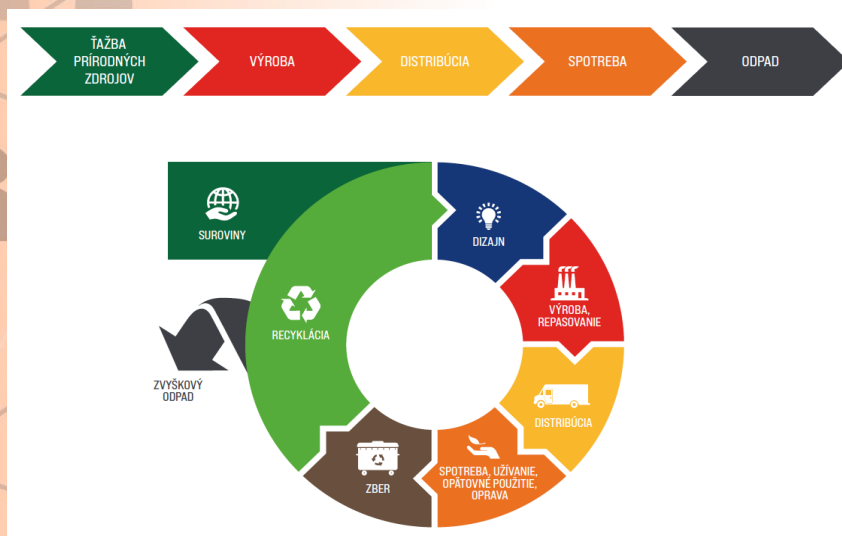 ŤAŽBA
PRÍRODNÝCH
ZDROJOV
VÝROBA
DISTRIBÚCIA
SPOTREBA
ODPAD
SUROVINY
DIZAJN
VÝROBA,
REPASOVANIE
RECYKLÁCIA
ZVYŠKOVÝ
ODPAD
DISTRIBÚCIA
SPOTREBA, UŽÍVANIE,
OPÄTOVNÉ POUŽITIE,
OPRAVA
ZBER